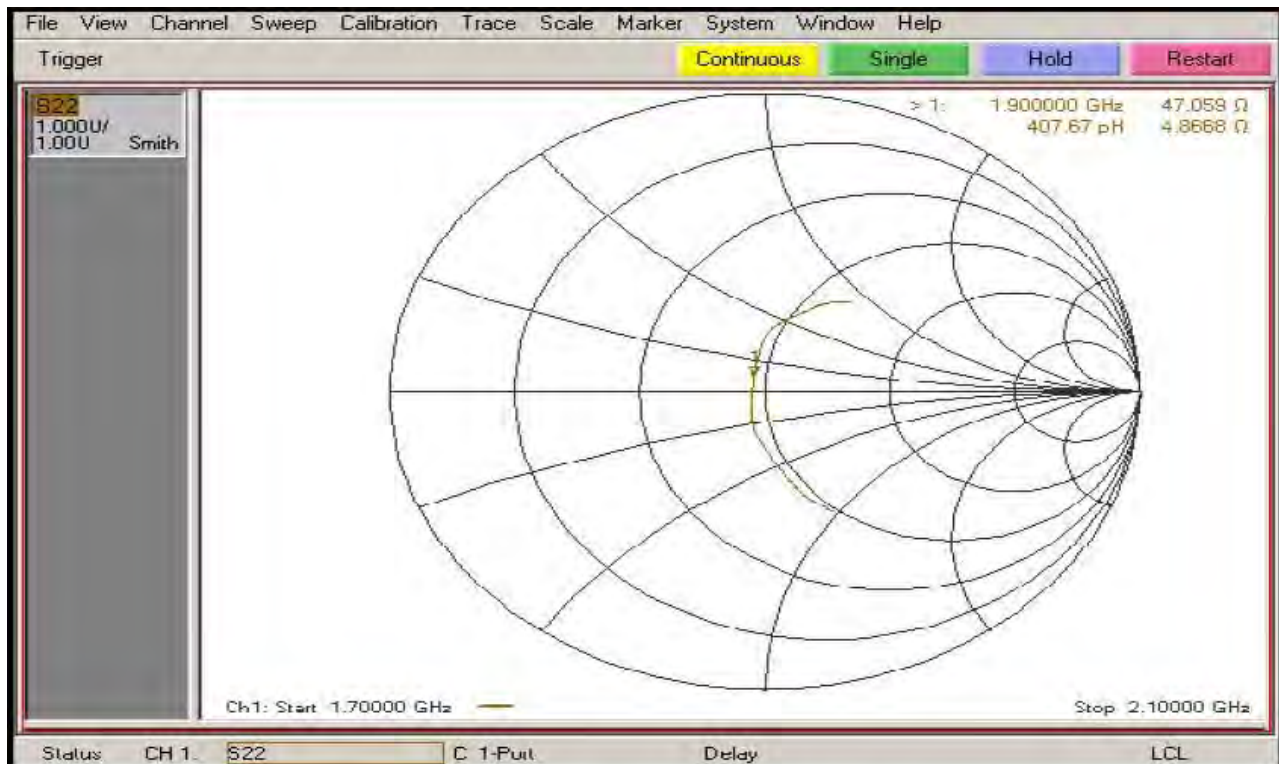 File View Channel Sweep Calibration Trace Scale Marker System Window Help
Trigger Continuous Single Hold Restart
S22
1.000U/
1.00U Smith
> 1: 1.900000 GHz 47.059 Ω
407.67 pH 4.8668 Ω
1
Ch1: Start 1.70000 GHz
Stop 2.10000 GHz
Status CH 1: S22 C 1-Port Delay LCL